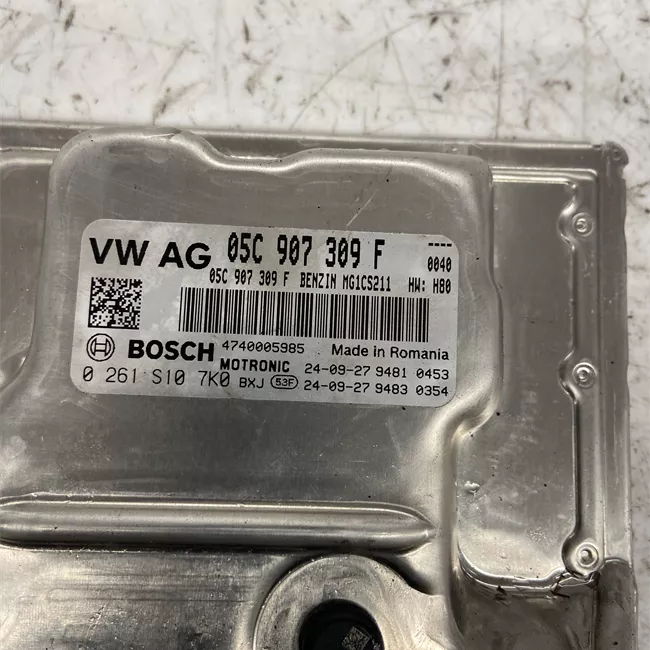 VW AG 05C 907 309 F ----
0040
05C 907 309 F BENZIN MG1CS211 HW: H80
BOSCH 4740005985 Made in Romania
MOTRONIC 24-09-27 9481 0453
0 261 S10 7K0 BXJ 53F 24-09-27 9483 0354